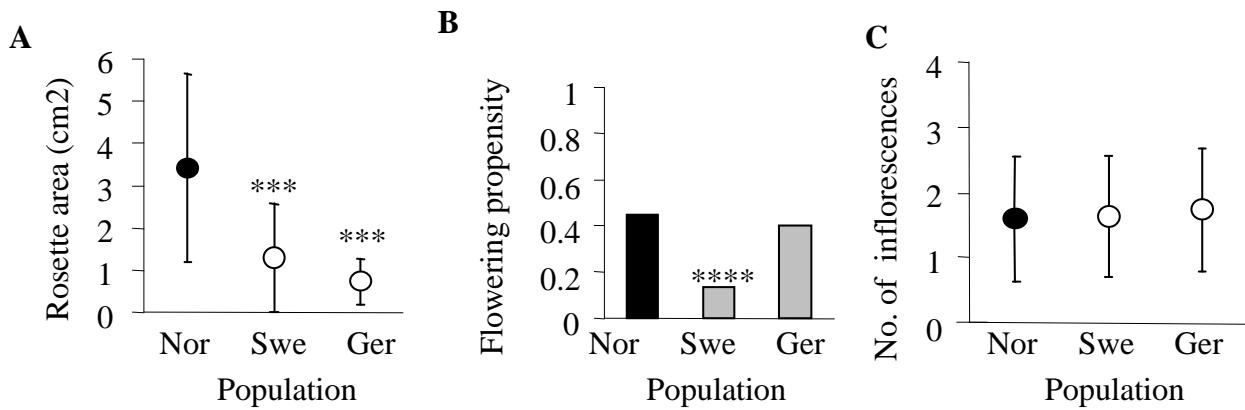 A
Rosette area (cm2)
6
5
4
3
2
1
0
***
***
Nor Swe Ger
Population
B
Flowering propensity
1
0.8
0.6
0.4
0.2
0
****
Nor Swe Ger
Population
C
No. of inflorescences
4
3
2
1
0
Nor Swe Ger
Population